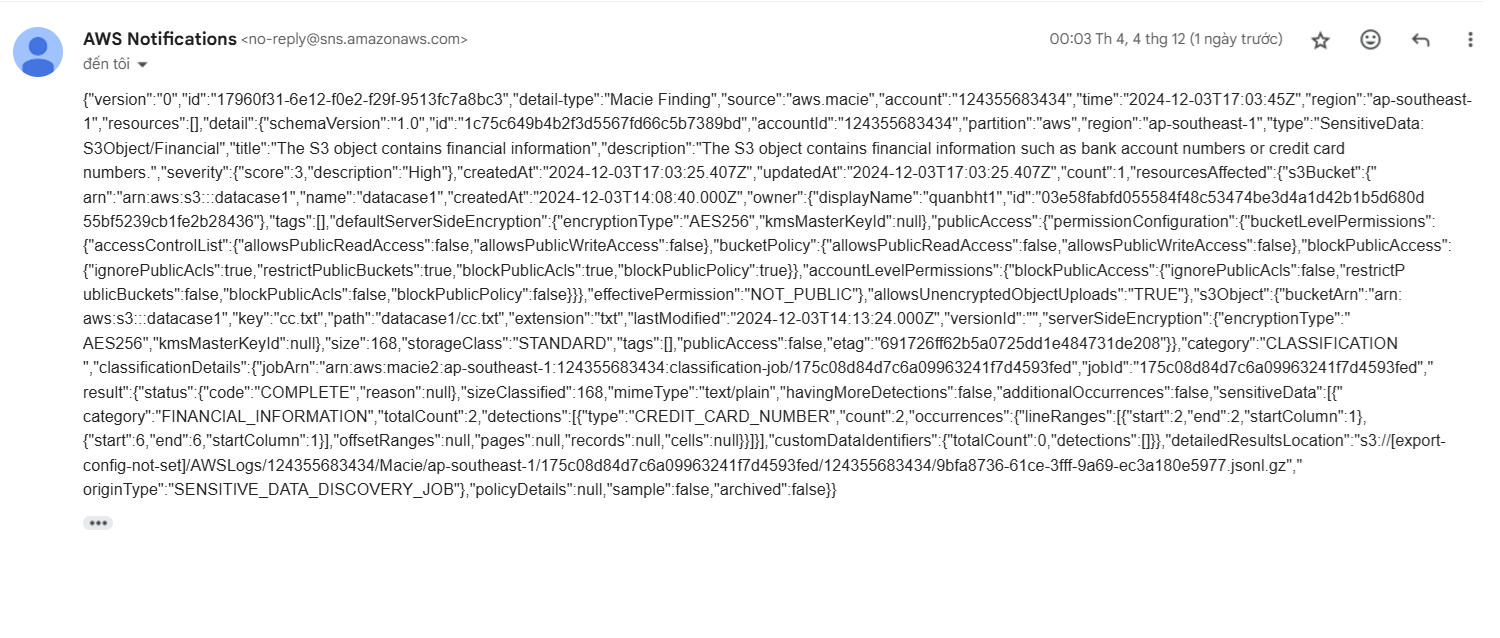 AWS Notifications <no-reply@sns.amazonaws.com>
00:03 Th 4, 4 thg 12 (1 ngày trước)
đến tôi
{"version":"0","id":"17960f31-6e12-f0e2-f29f-9513fc7a8bc3","detail-type":"Macie Finding","source":"aws.macie","account":"124355683434","time":"2024-12-03T17:03:45Z","region":"ap-southeast-
1","resources":[],"detail":{"schemaVersion":"1.0","id":"1c75c649b4b2f3d5567fd66c5b7389bd","accountId":"124355683434","partition":"aws","region":"ap-southeast-1","type":"SensitiveData:
S3Object/Financial","title":"The S3 object contains financial information","description":"The S3 object contains financial information such as bank account numbers or credit card
numbers.","severity":{"score":3,"description":"High"},"createdAt":"2024-12-03T17:03:25.407Z","updatedAt":"2024-12-03T17:03:25.407Z","count":1,"resourcesAffected":{"s3Bucket":{"
arn":"arn:aws:s3:::datacase1","name":"datacase1","createdAt":"2024-12-03T14:08:40.000Z","owner":{"displayName":"quanbht1","id":"03e58fabfd055584f48c53474be3d4a1d42b1b5d680d
55bf5239cb1fe2b28436"},"tags":[],"defaultServerSideEncryption":{"encryptionType":"AES256","kmsMasterKeyId":null},"publicAccess":{"permissionConfiguration":{"bucketLevelPermissions":
{"accessControlList":{"allowsPublicReadAccess":false,"allowsPublicWriteAccess":false},"bucketPolicy":{"allowsPublicReadAccess":false,"allowsPublicWriteAccess":false},"blockPublicAccess":
{"ignorePublicAcls":true,"restrictPublicBuckets":true,"blockPublicAcls":true,"blockPublicPolicy":true}},"accountLevelPermissions":{"blockPublicAccess":{"ignorePublicAcls":false,"restrictP
ublicBuckets":false,"blockPublicAcls":false,"blockPublicPolicy":false}}},"effectivePermission":"NOT_PUBLIC"},"allowsUnencryptedObjectUploads":"TRUE"},"s3Object":{"bucketArn":"arn:
aws:s3:::datacase1","key":"cc.txt","path":"datacase1/cc.txt","extension":"txt","lastModified":"2024-12-03T14:13:24.000Z","versionId":"","serverSideEncryption":{"encryptionType":"
AES256","kmsMasterKeyId":null},"size":168,"storageClass":"STANDARD","tags":[],"publicAccess":false,"etag":"691726ff62b5a0725dd1e484731de208"}},"category":"CLASSIFICATION
","classificationDetails":{"jobArn":"arn:aws:macie2:ap-southeast-1:124355683434:classification-job/175c08d84d7c6a09963241f7d4593fed","jobId":"175c08d84d7c6a09963241f7d4593fed","
result":{"status":{"code":"COMPLETE","reason":null},"sizeClassified":168,"mimeType":"text/plain","havingMoreDetections":false,"additionalOccurrences":false,"sensitiveData":[{"
category":"FINANCIAL_INFORMATION","totalCount":2,"detections":[{"type":"CREDIT_CARD_NUMBER","count":2,"occurrences":{"lineRanges":[{"start":2,"end":2,"startColumn":1},
{"start":6,"end":6,"startColumn":1}],"offsetRanges":null,"pages":null,"records":null,"cells":null}}]}],"customDataIdentifiers":{"totalCount":0,"detections":[]}},"detailedResultsLocation":"s3://[export-
config-not-set]/AWSLogs/124355683434/Macie/ap-southeast-1/175c08d84d7c6a09963241f7d4593fed/124355683434/9bfa8736-61ce-3fff-9a69-ec3a180e5977.jsonl.gz","
originType":"SENSITIVE_DATA_DISCOVERY_JOB"},"policyDetails":null,"sample":false,"archived":false}}